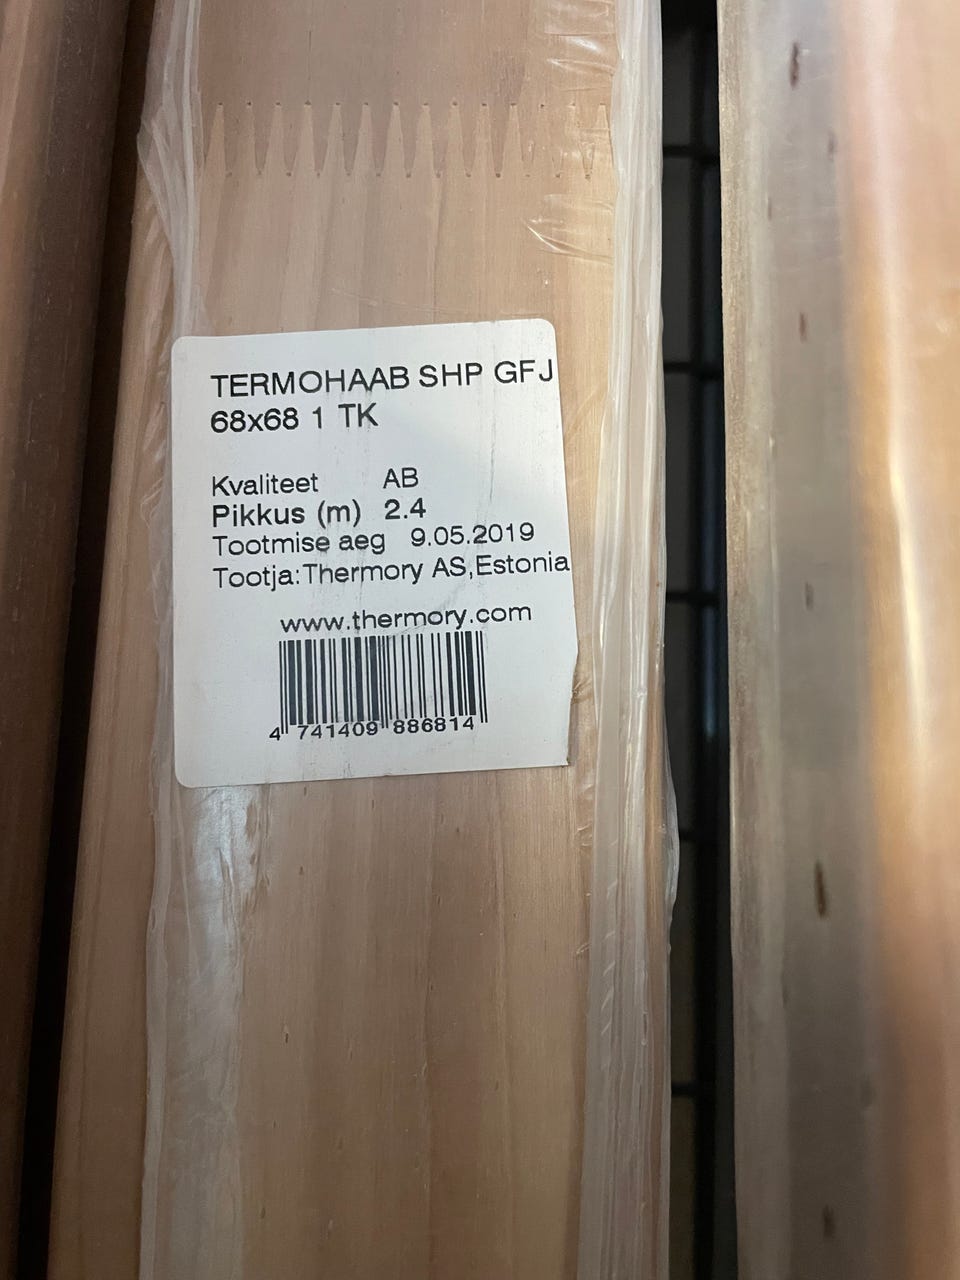 TERMOHAAB SHP GFJ
68x68 1 TK
Kvaliteet AB
Pikkus (m) 2.4
Tootmise aeg 9.05.2019
Tootja:Thermory AS,Estonia
www.thermory.com
4 741409 886814